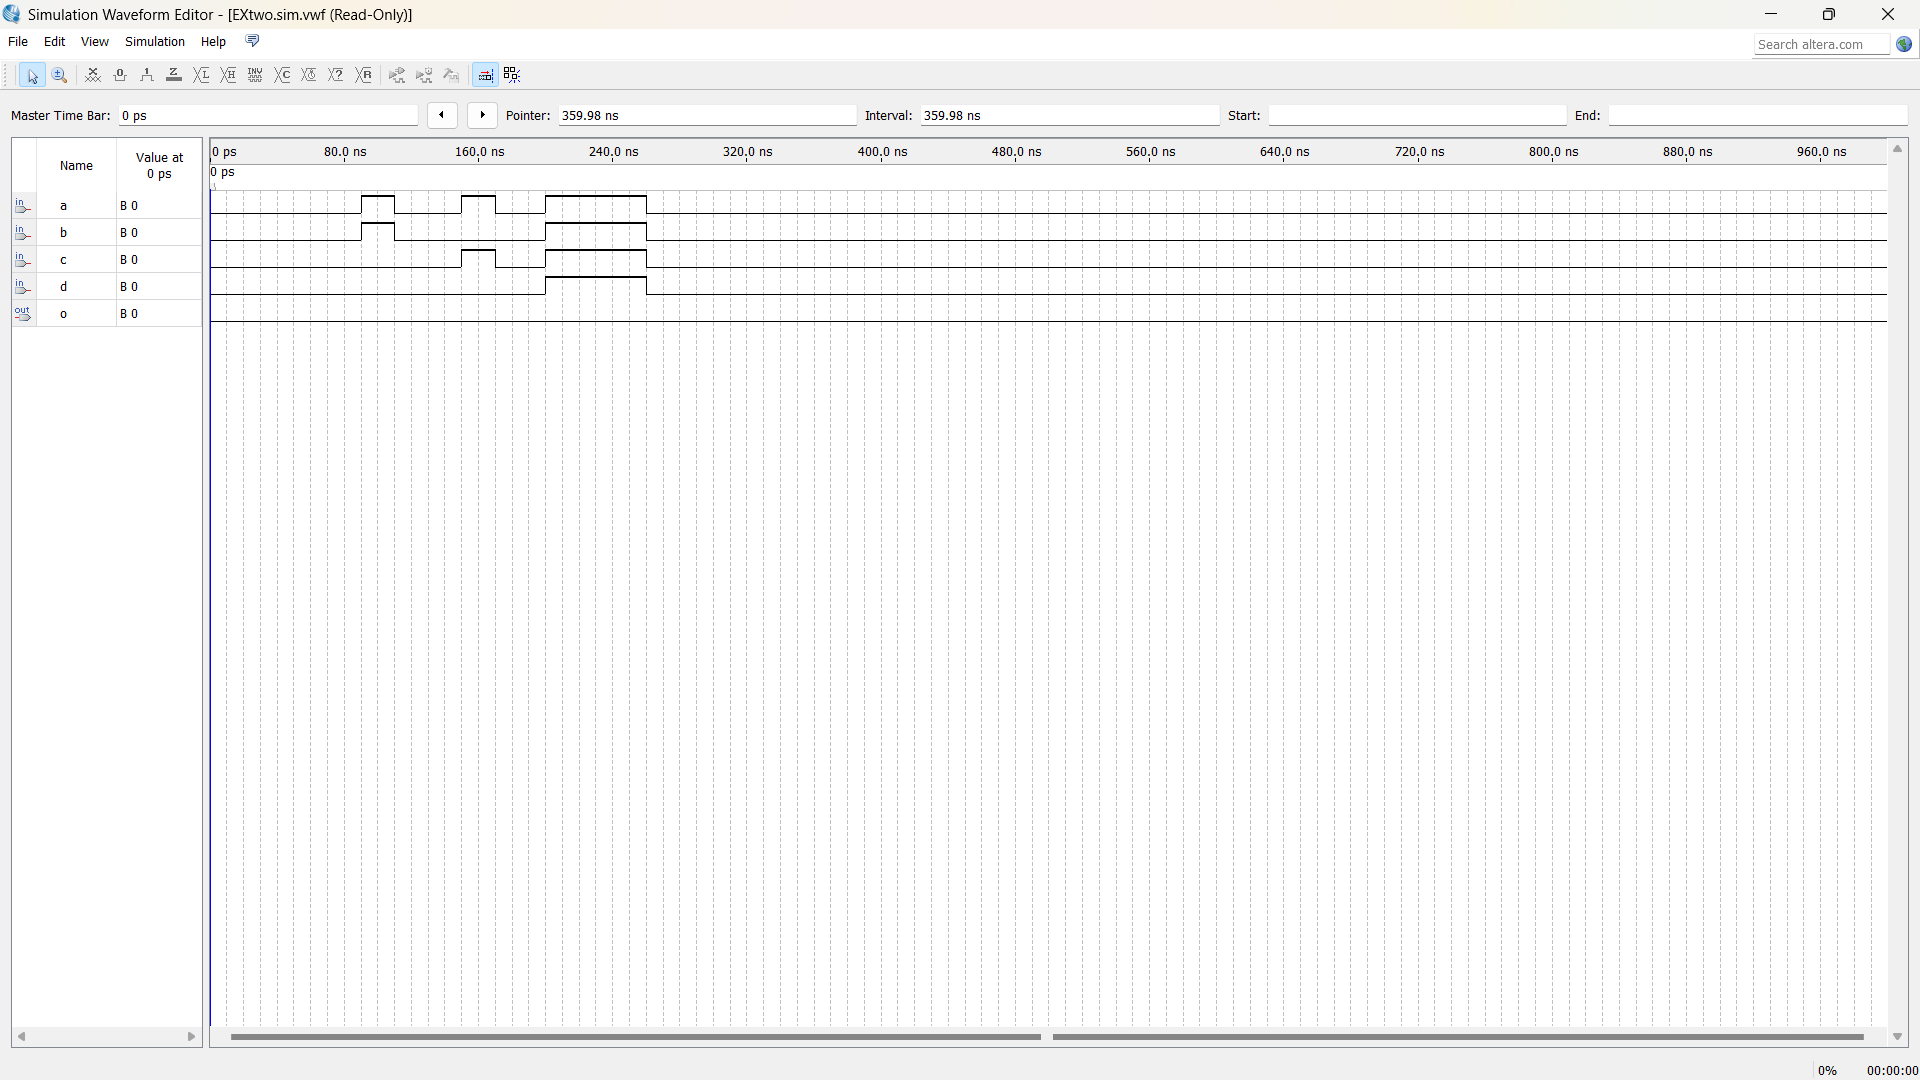 Simulation Waveform Editor - [EXtwo.sim.vwf (Read-Only)]
File Edit View Simulation Help
Search altera.com
Master Time Bar: 0 ps Pointer: 359.98 ns Interval: 359.98 ns Start: End:
Name Value at 0 ps
0 ps 80.0 ns 160.0 ns 240.0 ns 320.0 ns 400.0 ns 480.0 ns 560.0 ns 640.0 ns 720.0 ns 800.0 ns 880.0 ns 960.0 ns
0 ps
in a B 0
in b B 0
in c B 0
in d B 0
out o B 0
0% 00:00:00